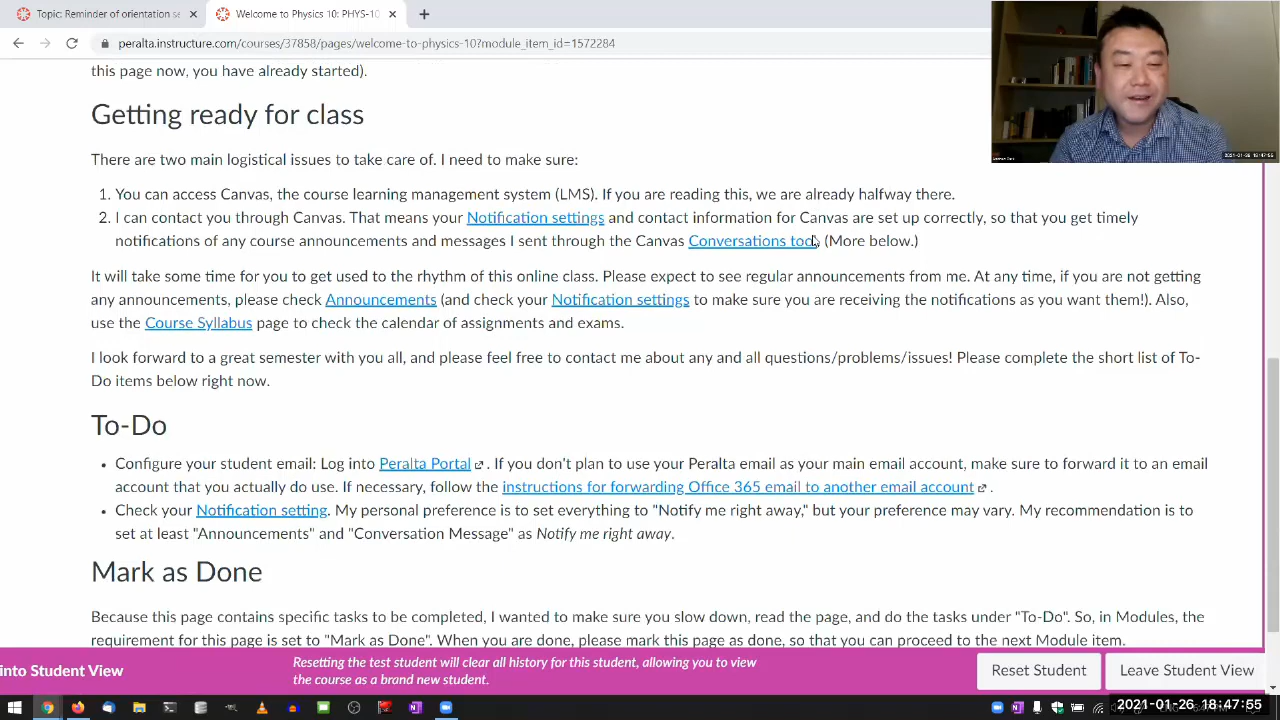 Topic: Reminder of orientation se
Welcome to Physics 10: PHYS-10
peralta.instructure.com/courses/37858/pages/welcome-to-physics-10?module_item_id=1572284
this page now, you have already started).
Getting ready for class
There are two main logistical issues to take care of. I need to make sure:
1. You can access Canvas, the course learning management system (LMS). If you are reading this, we are already halfway there.
2. I can contact you through Canvas. That means your Notification settings and contact information for Canvas are set up correctly, so that you get timely
notifications of any course announcements and messages I sent through the Canvas Conversations tools (More below.)
It will take some time for you to get used to the rhythm of this online class. Please expect to see regular announcements from me. At any time, if you are not getting
any announcements, please check Announcements (and check your Notification settings to make sure you are receiving the notifications as you want them!). Also,
use the Course Syllabus page to check the calendar of assignments and exams.
I look forward to a great semester with you all, and please feel free to contact me about any and all questions/problems/issues! Please complete the short list of To-
Do items below right now.
To-Do
• Configure your student email: Log into Peralta Portal. If you don't plan to use your Peralta email as your main email account, make sure to forward it to an email
account that you actually do use. If necessary, follow the instructions for forwarding Office 365 email to another email account.
• Check your Notification setting. My personal preference is to set everything to "Notify me right away," but your preference may vary. My recommendation is to
set at least "Announcements" and "Conversation Message" as Notify me right away.
Mark as Done
Because this page contains specific tasks to be completed, I wanted to make sure you slow down, read the page, and do the tasks under "To-Do". So, in Modules, the
requirement for this page is set to "Mark as Done". When you are done, please mark this page as done, so that you can proceed to the next Module item.
into Student View
Resetting the test student will clear all history for this student, allowing you to view
the course as a brand new student.
Reset Student
Leave Student View
2021-01-26 18:47:55
2021-01-26 18:47:55